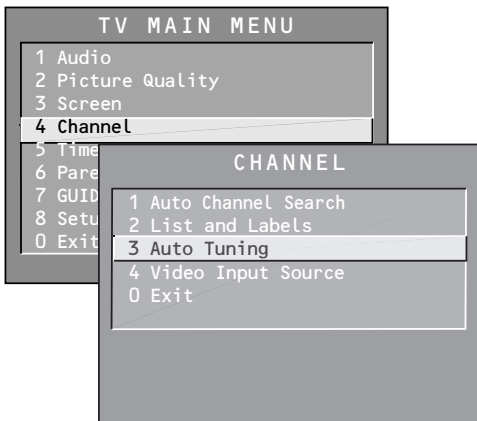 TV MAIN MENU
1 Audio
2 Picture Quality
3 Screen
4 Channel
5 Time
6 Pare
7 GUID
8 Setu
0 Exit
CHANNEL
1 Auto Channel Search
2 List and Labels
3 Auto Tuning
4 Video Input Source
0 Exit